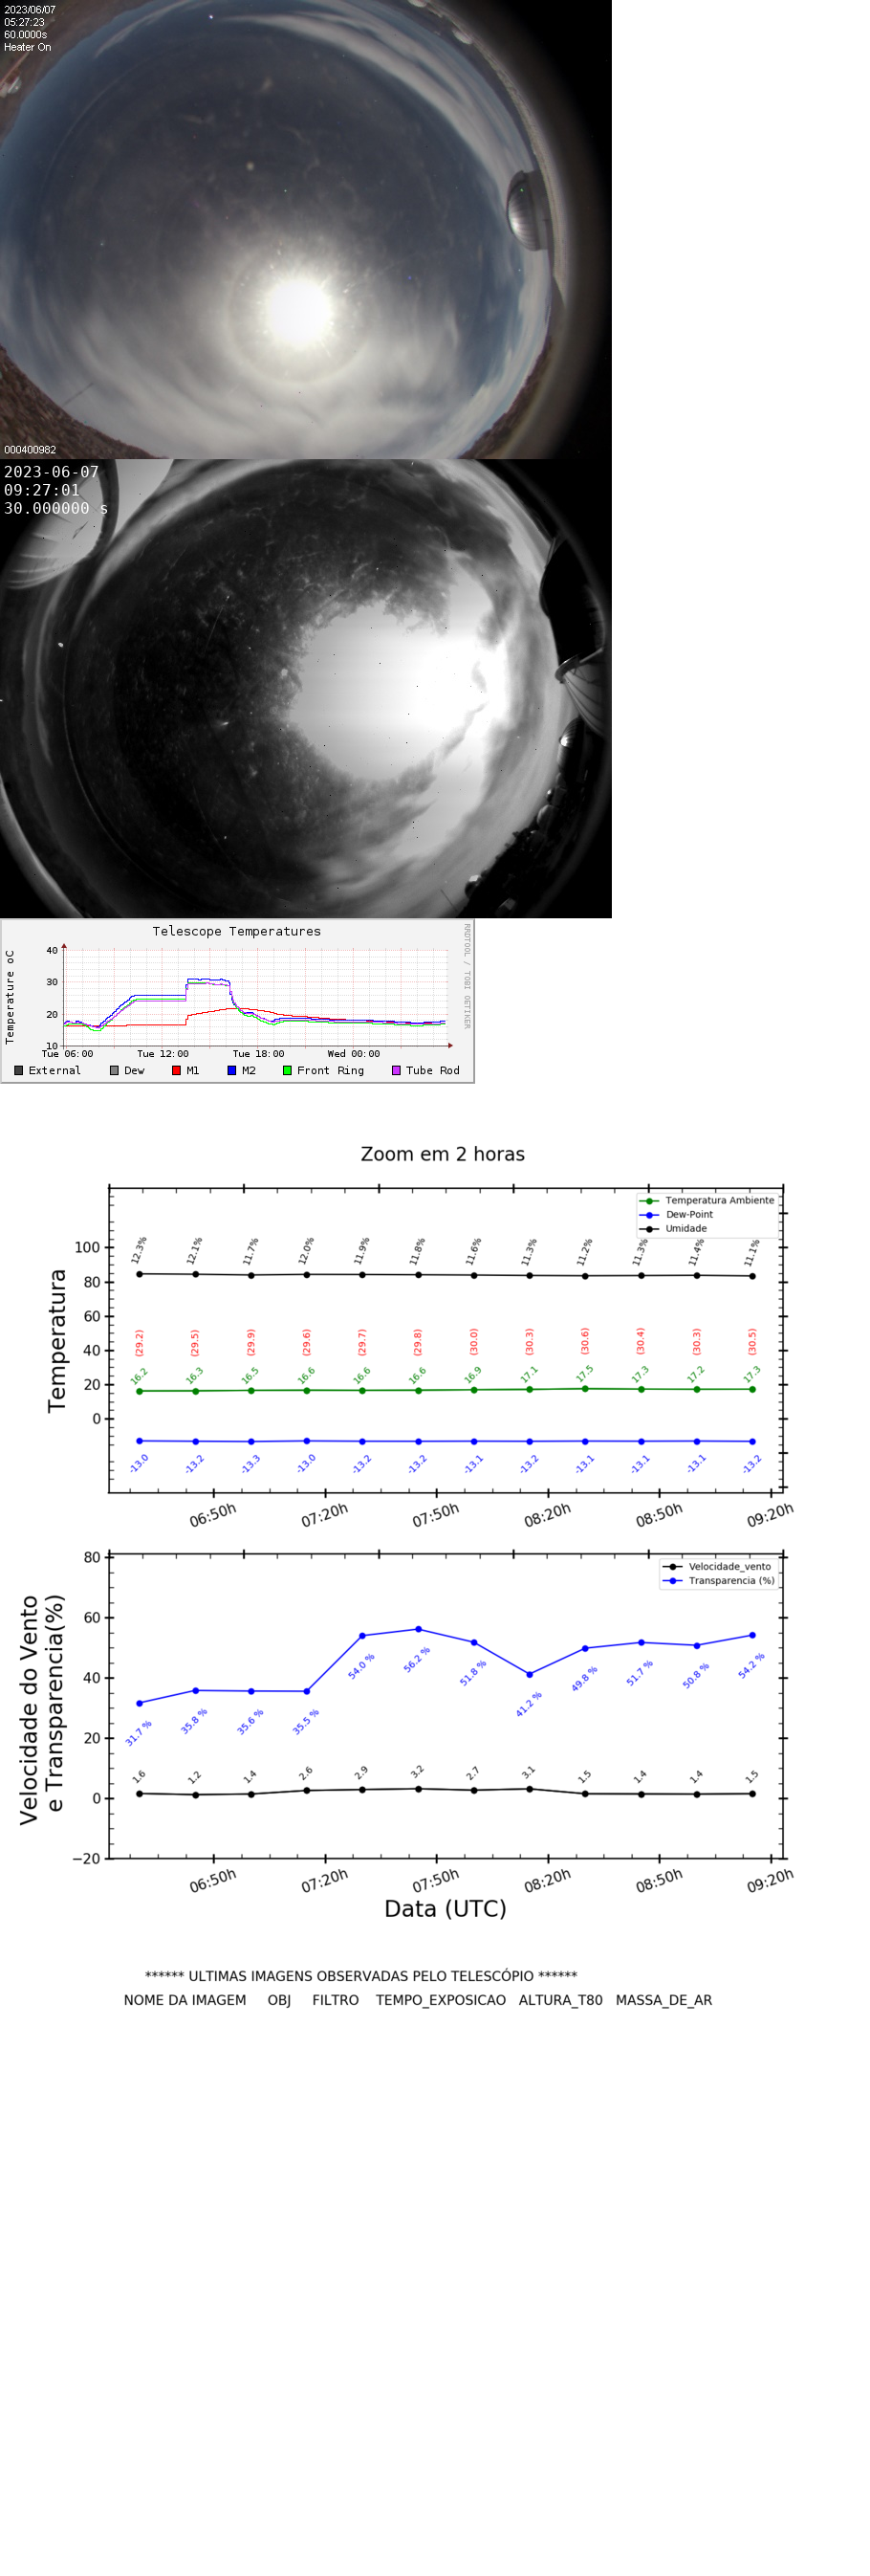 2023/06/07
05:27:23
60.0000s
Heater On
000400982
2023-06-07
09:27:01
30.000000 s
Telescope Temperatures
RRDTOOL / TOBI OETIKER
Temperature oC
40
30
20
10
Tue 06:00 Tue 12:00 Tue 18:00 Wed 00:00
External Dew M1 M2 Front Ring Tube Rod
Zoom em 2 horas
Temperatura Ambiente
Dew-Point
Umidade
Temperatura
100
80
60
40
20
0
12.3% 12.1% 11.7% 12.0% 11.9% 11.8% 11.6% 11.3% 11.2% 11.3% 11.4% 11.1%
(29.2) (29.5) (29.9) (29.6) (29.7) (29.8) (30.0) (30.3) (30.6) (30.4) (30.3) (30.5)
16.2 16.3 16.5 16.6 16.6 16.6 16.9 17.1 17.5 17.3 17.2 17.3
-13.0 -13.2 -13.3 -13.0 -13.2 -13.2 -13.1 -13.2 -13.1 -13.1 -13.1 -13.2
06:50h 07:20h 07:50h 08:20h 08:50h 09:20h
Velocidade_vento
Transparencia (%)
Velocidade do Vento
e Transparencia(%)
80
60
40
20
0
−20
31.7 % 35.8 % 35.6 % 35.5 % 54.0 % 56.2 % 51.8 % 41.2 % 49.8 % 51.7 % 50.8 % 54.2 %
1.6 1.2 1.4 2.6 2.9 3.2 2.7 3.1 1.5 1.4 1.4 1.5
06:50h 07:20h 07:50h 08:20h 08:50h 09:20h
Data (UTC)
****** ULTIMAS IMAGENS OBSERVADAS PELO TELESCÓPIO ******
NOME DA IMAGEM OBJ FILTRO TEMPO_EXPOSICAO ALTURA_T80 MASSA_DE_AR